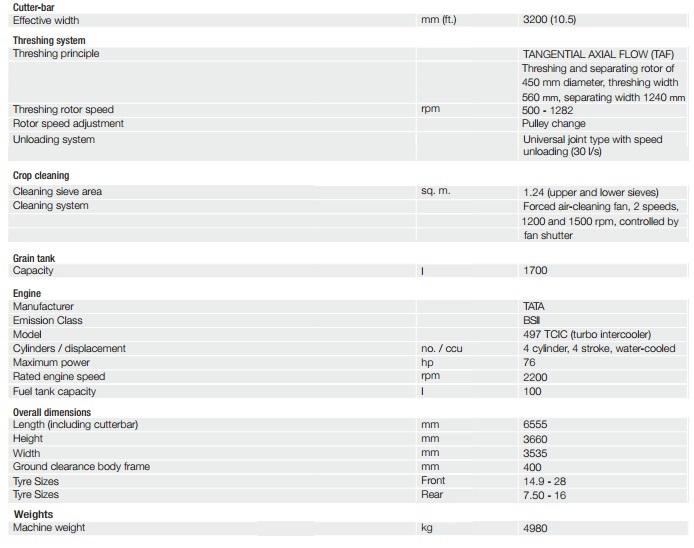 Cutter-bar
Effective width mm (ft.) 3200 (10.5)
Threshing system
Threshing principle TANGENTIAL AXIAL FLOW (TAF)
Threshing and separating rotor of
450 mm diameter, threshing width
560 mm, separating width 1240 mm
Threshing rotor speed rpm 500 - 1282
Rotor speed adjustment Pulley change
Unloading system Universal joint type with speed
unloading (30 l/s)
Crop cleaning
Cleaning sieve area sq. m. 1.24 (upper and lower sieves)
Cleaning system Forced air-cleaning fan, 2 speeds,
1200 and 1500 rpm, controlled by
fan shutter
Grain tank
Capacity l 1700
Engine
Manufacturer TATA
Emission Class BSII
Model 497 TCIC (turbo intercooler)
Cylinders / displacement no. / ccu 4 cylinder, 4 stroke, water-cooled
Maximum power hp 76
Rated engine speed rpm 2200
Fuel tank capacity l 100
Overall dimensions
Length (including cutterbar) mm 6555
Height mm 3660
Width mm 3535
Ground clearance body frame mm 400
Tyre Sizes Front 14.9 - 28
Tyre Sizes Rear 7.50 - 16
Weights
Machine weight kg 4980